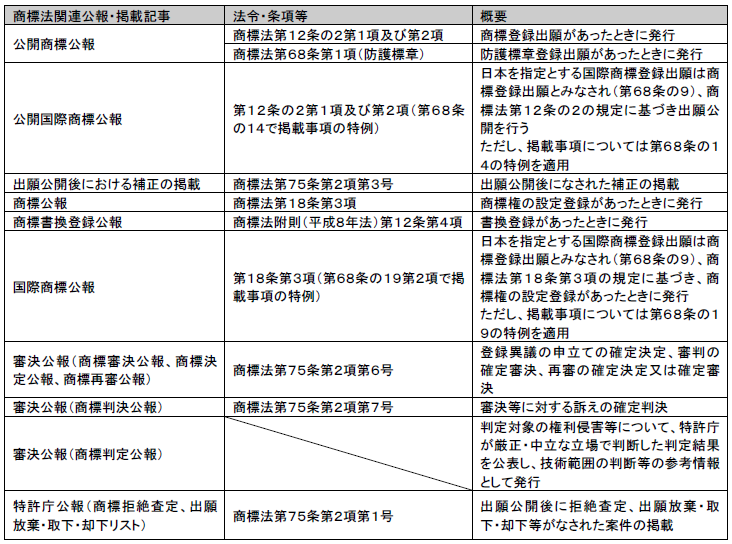 商標法関連公報・掲載記事 法令・条項等 概要
公開商標公報
商標法第12条の2第1項及び第2項 商標登録出願があったときに発行
商標法第68条第1項(防護標章) 防護標章登録出願があったときに発行
公開国際商標公報
第12条の2第1項及び第2項(第68条
の14で掲載事項の特例)
日本を指定とする国際商標登録出願は商
標登録出願とみなされ(第68条の9)、商
標法第12条の2の規定に基づき出願公
開を行う
ただし、掲載事項については第68条の1
4の特例を適用
出願公開後における補正の掲載 商標法第75条第2項第3号 出願公開後になされた補正の掲載
商標公報 商標法第18条第3項 商標権の設定登録があったときに発行
商標書換登録公報 商標法附則(平成8年法)第12条第4項 書換登録があったときに発行
国際商標公報
第18条第3項(第68条の19第2項で掲
載事項の特例)
日本を指定とする国際商標登録出願は商
標登録出願とみなされ(第68条の9)、商
標法第18条第3項の規定に基づき、商
標権の設定登録があったときに発行
ただし、掲載事項については第68条の1
9の特例を適用
審決公報(商標審決公報、商標決
定公報、商標再審公報)
商標法第75条第2項第6号
登録異議の申立ての確定決定、審判の
確定審決、再審の確定決定又は確定審
決
審決公報(商標判決公報) 商標法第75条第2項第7号 審決等に対する訴えの確定判決
審決公報(商標判定公報)
判定対象の権利侵害等について、特許庁
が厳正・中立な立場で判断した判定結果
を公表し、技術範囲の判断等の参考情報
として発行
特許庁公報(商標拒絶査定、出願
放棄・取下・却下リスト)
商標法第75条第2項第1号
出願公開後に拒絶査定、出願放棄・取
下・却下等がなされた案件の掲載